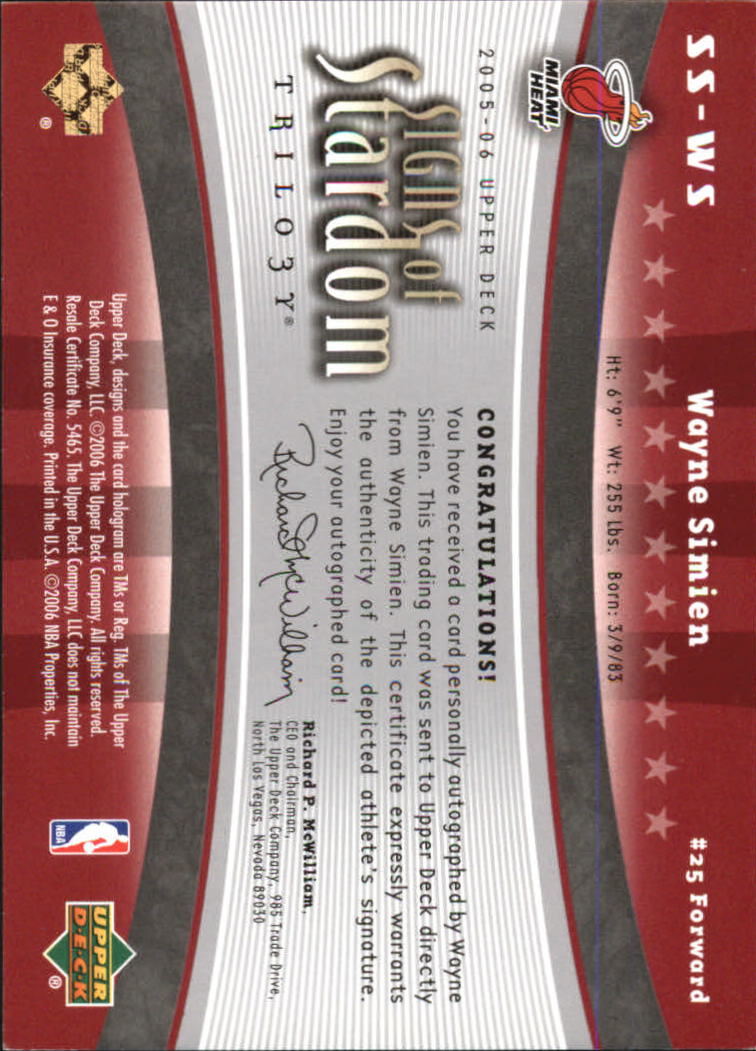 SS-WS
Wayne Simien
#25 Forward
Ht: 6'9" Wt: 255 Lbs. Born: 3/9/83
MIAMI
HEAT
2005-06 UPPER DECK
SIGNS of
Stardom
TRILO3Y®
CONGRATULATIONS!
You have received a card personally autographed by Wayne
Simien. This trading card was sent to Upper Deck directly
from Wayne Simien. This certificate expressly warrants
the authenticity of the depicted athlete's signature.
Enjoy your autographed card!
Richard P. McWilliam
Richard P. McWilliam,
CEO and Chairman,
The Upper Deck Company, 985 Trade Drive,
North Las Vegas, Nevada 89030
®
Upper Deck, designs and the card hologram are TMs or Reg. TMs of The Upper
Deck Company, LLC. ©2006 The Upper Deck Company. All rights reserved.
Resale Certificate No. 5465. The Upper Deck Company, LLC does not maintain
E & O Insurance coverage. Printed in the U.S.A. ©2006 NBA Properties, Inc.
NBA
UPPER
D·E·C·K
®